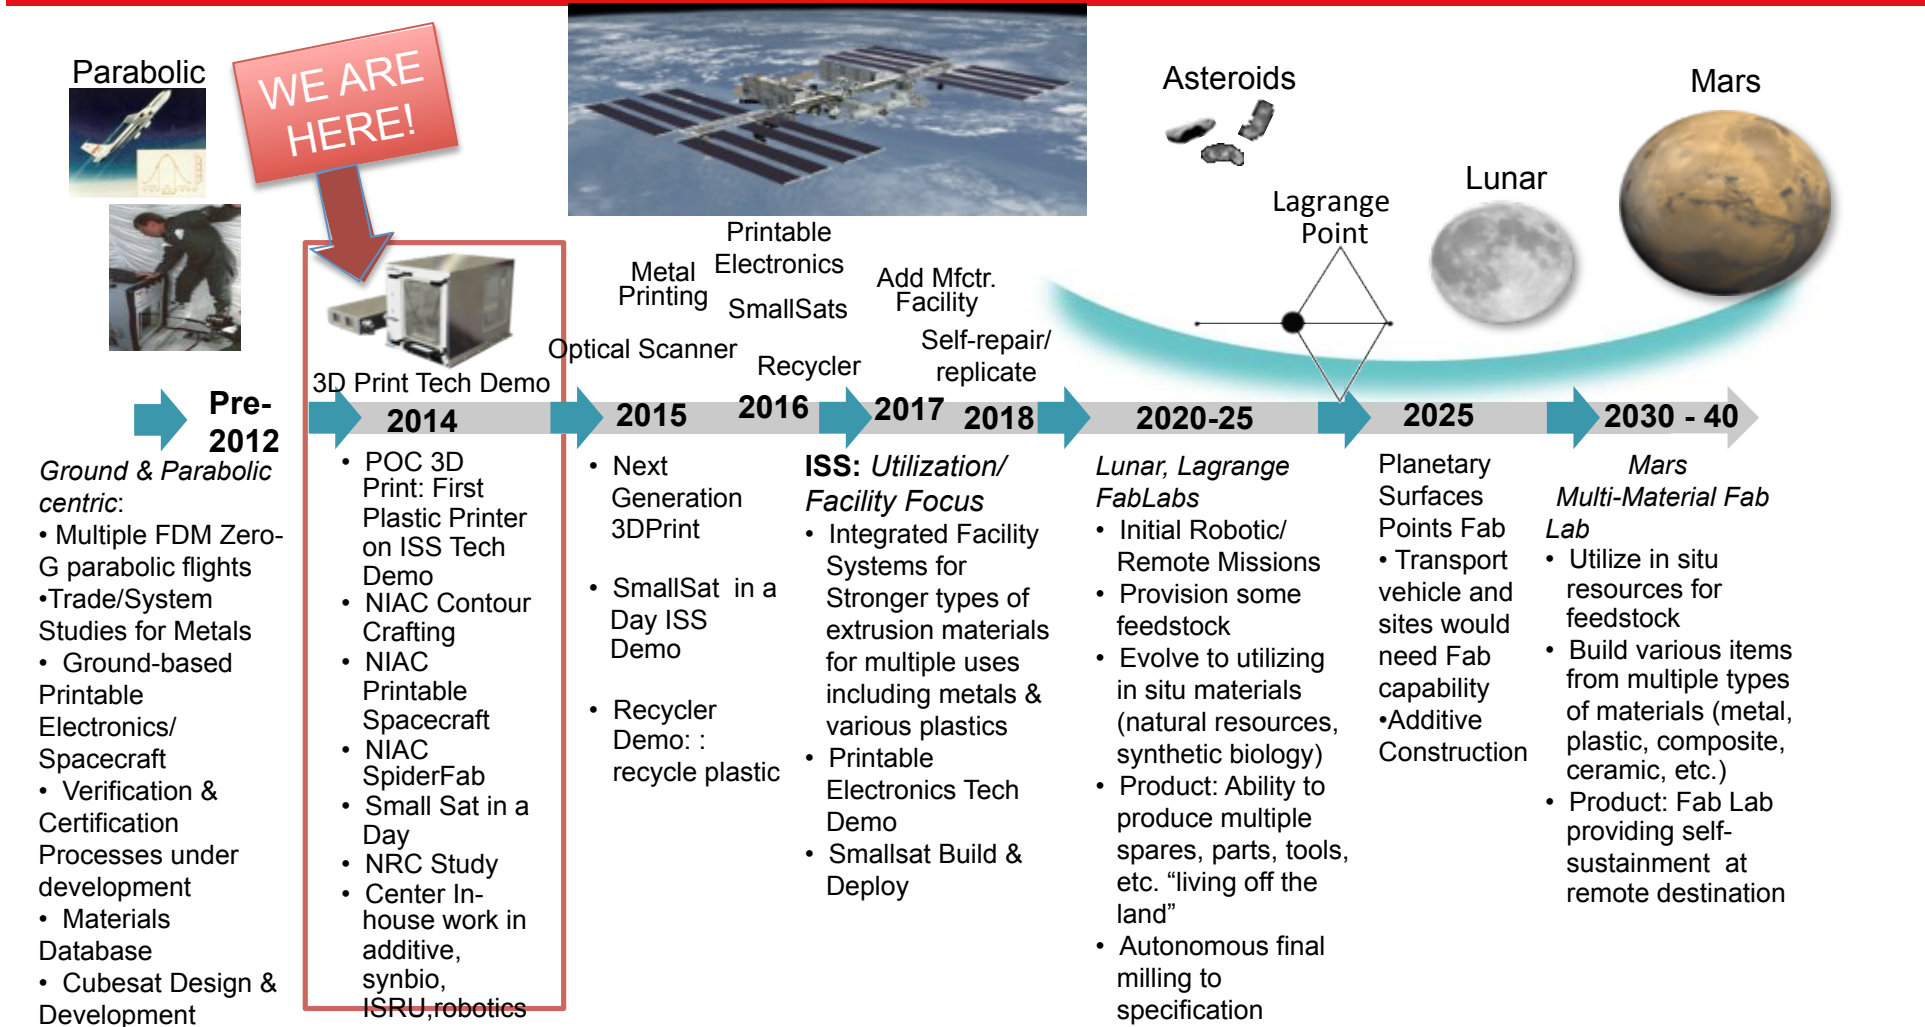 Parabolic
WE ARE
HERE!
Asteroids
Mars
Lunar
Lagrange
Point
Printable
Electronics
Metal
Printing
SmallSats
Add Mfctr.
Facility
Optical Scanner
Recycler
Self-repair/
replicate
3D Print Tech Demo
Pre-
2012
2014
2015
2016
2017
2018
2020-25
2025
2030 - 40
Ground & Parabolic
centric:
• Multiple FDM Zero-
G parabolic flights
•Trade/System
Studies for Metals
• Ground-based
Printable
Electronics/
Spacecraft
• Verification &
Certification
Processes under
development
• Materials
Database
• Cubesat Design &
Development
• POC 3D
Print: First
Plastic Printer
on ISS Tech
Demo
• NIAC Contour
Crafting
• NIAC
Printable
Spacecraft
• NIAC
SpiderFab
• Small Sat in a
Day
• NRC Study
• Center In-
house work in
additive,
synbio,
ISRU,robotics
• Next
Generation
3DPrint
• SmallSat in a
Day ISS
Demo
• Recycler
Demo: :
recycle plastic
ISS: Utilization/
Facility Focus
• Integrated Facility
Systems for
Stronger types of
extrusion materials
for multiple uses
including metals &
various plastics
• Printable
Electronics Tech
Demo
• Smallsat Build &
Deploy
Lunar, Lagrange
FabLabs
• Initial Robotic/
Remote Missions
• Provision some
feedstock
• Evolve to utilizing
in situ materials
(natural resources,
synthetic biology)
• Product: Ability to
produce multiple
spares, parts, tools,
etc. “living off the
land”
• Autonomous final
milling to
specification
Planetary
Surfaces
Points Fab
• Transport
vehicle and
sites would
need Fab
capability
•Additive
Construction
Mars
Multi-Material Fab
Lab
• Utilize in situ
resources for
feedstock
• Build various items
from multiple types
of materials (metal,
plastic, composite,
ceramic, etc.)
• Product: Fab Lab
providing self-
sustainment at
remote destination